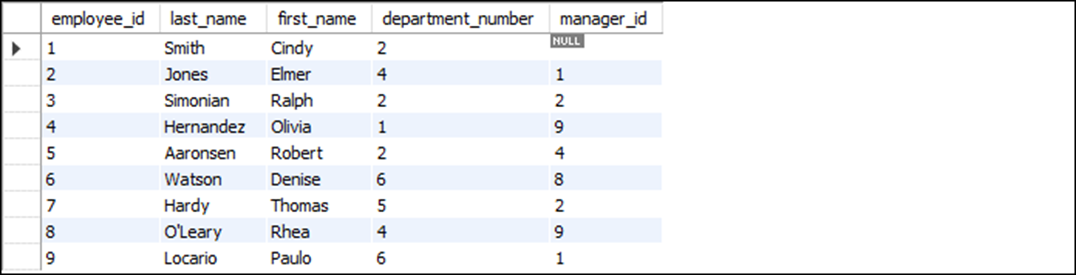 employee_id last_name first_name department_number manager_id
1 Smith Cindy 2 NULL
2 Jones Elmer 4 1
3 Simonian Ralph 2 2
4 Hernandez Olivia 1 9
5 Aaronsen Robert 2 4
6 Watson Denise 6 8
7 Hardy Thomas 5 2
8 O'Leary Rhea 4 9
9 Locario Paulo 6 1